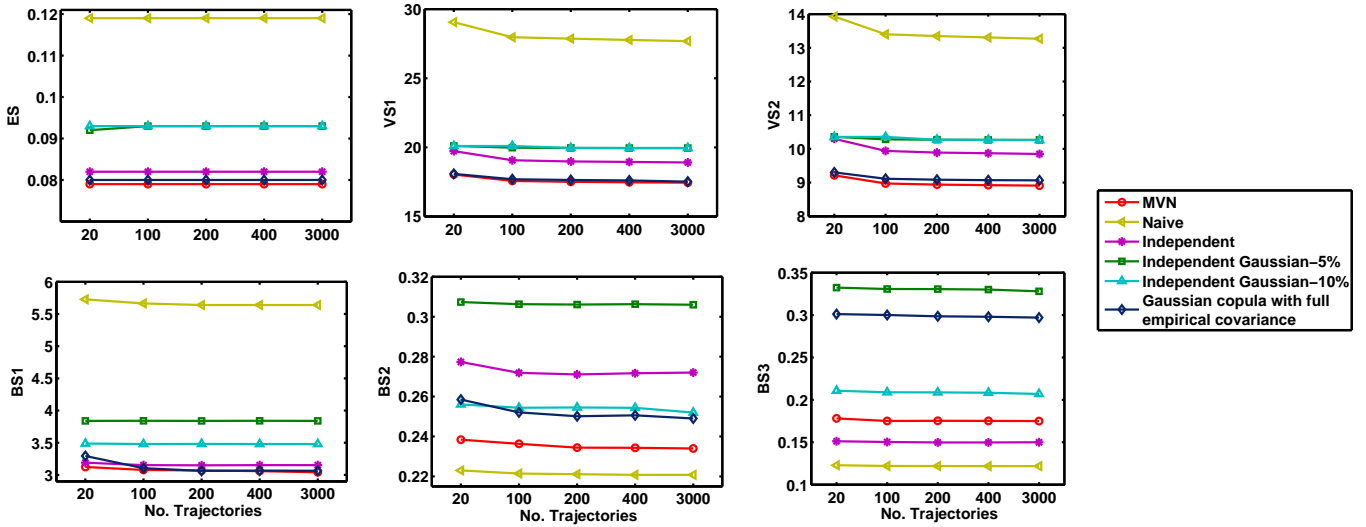 0.12
0.1
0.09
0.08
ES
20 100 200 400 3000
30
25
20
15
VS1
20 100 200 400 3000
14
13
12
11
10
9
8
VS2
20 100 200 400 3000
MVN
Naive
Independent
Independent Gaussian–5%
Independent Gaussian–10%
Gaussian copula with full
empirical covariance
6
5.5
5
4.5
4
3.5
3
BS1
20 100 200 400 3000
No. Trajectories
0.32
0.3
0.28
0.26
0.24
0.22
BS2
20 100 200 400 3000
No. Trajectories
0.35
0.3
0.25
0.2
0.15
0.1
BS3
20 100 200 400 3000
No. Trajectories